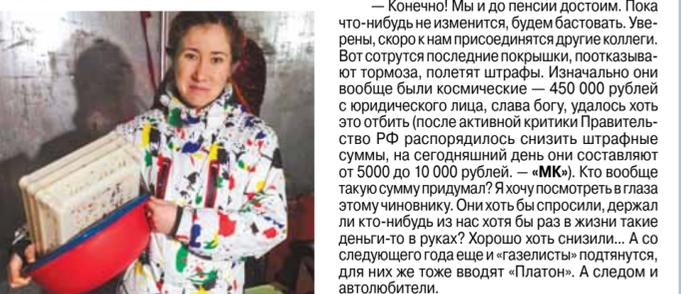 — Конечно! Мы и до пенсии достоим. Пока
что-нибудь не изменится, будем бастовать. Уве-
рены, скоро к нам присоединятся другие коллеги.
Вот сотрутся последние покрышки, поотказыва-
ют тормоза, полетят штрафы. Изначально они
вообще были космические — 450 000 рублей
с юридического лица, слава богу, удалось хоть
это отбить (после активной критики Правитель-
ство РФ распорядилось снизить штрафные
суммы, на сегодняшний день они составляют
от 5000 до 10 000 рублей. — «МК»). Кто вообще
такую сумму придумал? Я хочу посмотреть в глаза
этому чиновнику. Они хоть бы спросили, держал
ли кто-нибудь из нас хотя бы раз в жизни такие
деньги-то в руках? Хорошо хоть снизили... А со
следующего года еще и «газелисты» подтянутся,
для них же тоже вводят «Платон». А следом и
автолюбители.